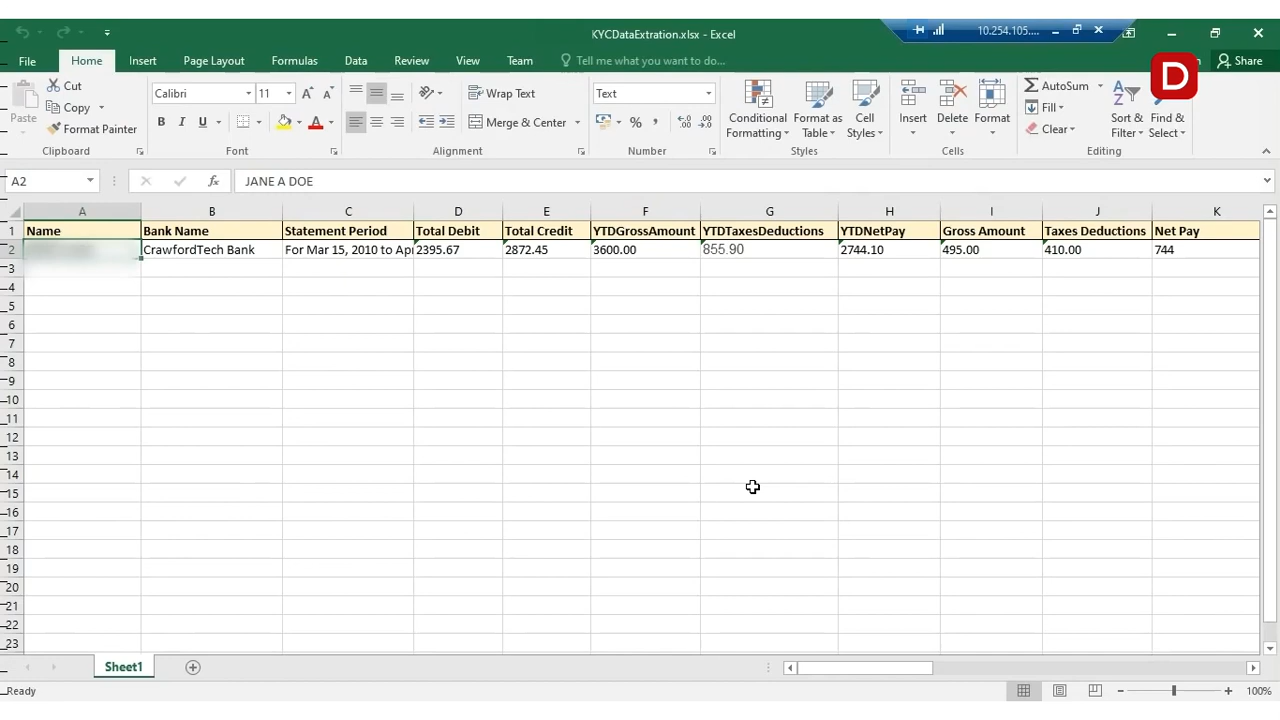 KYCDataExtration.xlsx - Excel
10.254.105....
File Home Insert Page Layout Formulas Data Review View Team Tell me what you want to do... Share
D
Paste Cut
Copy
Format Painter
Clipboard
Calibri 11
B I U
Font
Wrap Text
Merge & Center
Alignment
Text
Number
Conditional Formatting
Format as Table
Cell Styles
Styles
Insert Delete Format
Cells
AutoSum
Fill
Clear
Sort & Filter
Find & Select
Editing
A2 fx JANE A DOE
A B C D E F G H I J K
1 Name Bank Name Statement Period Total Debit Total Credit YTDGrossAmount YTDTaxesDeductions YTDNetPay Gross Amount Taxes Deductions Net Pay
2 CrawfordTech Bank For Mar 15, 2010 to Apr 2395.67 2872.45 3600.00 855.90 2744.10 495.00 410.00 744
3
4
5
6
7
8
9
10
11
12
13
14
15
16
17
18
19
20
21
22
23
Sheet1
Ready 100%